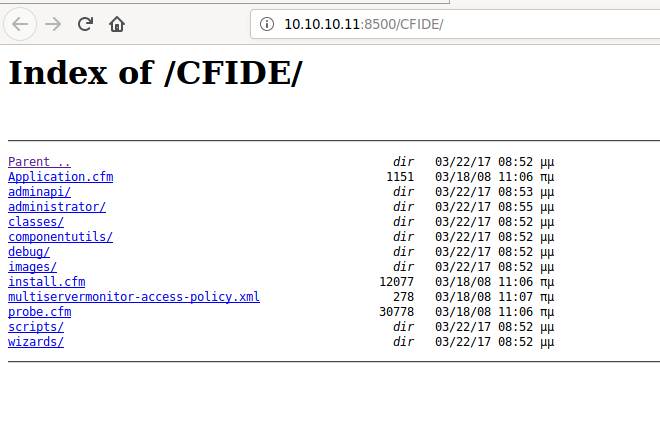 10.10.10.11:8500/CFIDE/
Index of /CFIDE/
Parent .. dir 03/22/17 08:52 μμ
Application.cfm 1151 03/18/08 11:06 πμ
adminapi/ dir 03/22/17 08:53 μμ
administrator/ dir 03/22/17 08:55 μμ
classes/ dir 03/22/17 08:52 μμ
componentutils/ dir 03/22/17 08:52 μμ
debug/ dir 03/22/17 08:52 μμ
images/ dir 03/22/17 08:52 μμ
install.cfm 12077 03/18/08 11:06 πμ
multiservermonitor-access-policy.xml 278 03/18/08 11:07 πμ
probe.cfm 30778 03/18/08 11:06 πμ
scripts/ dir 03/22/17 08:52 μμ
wizards/ dir 03/22/17 08:52 μμ